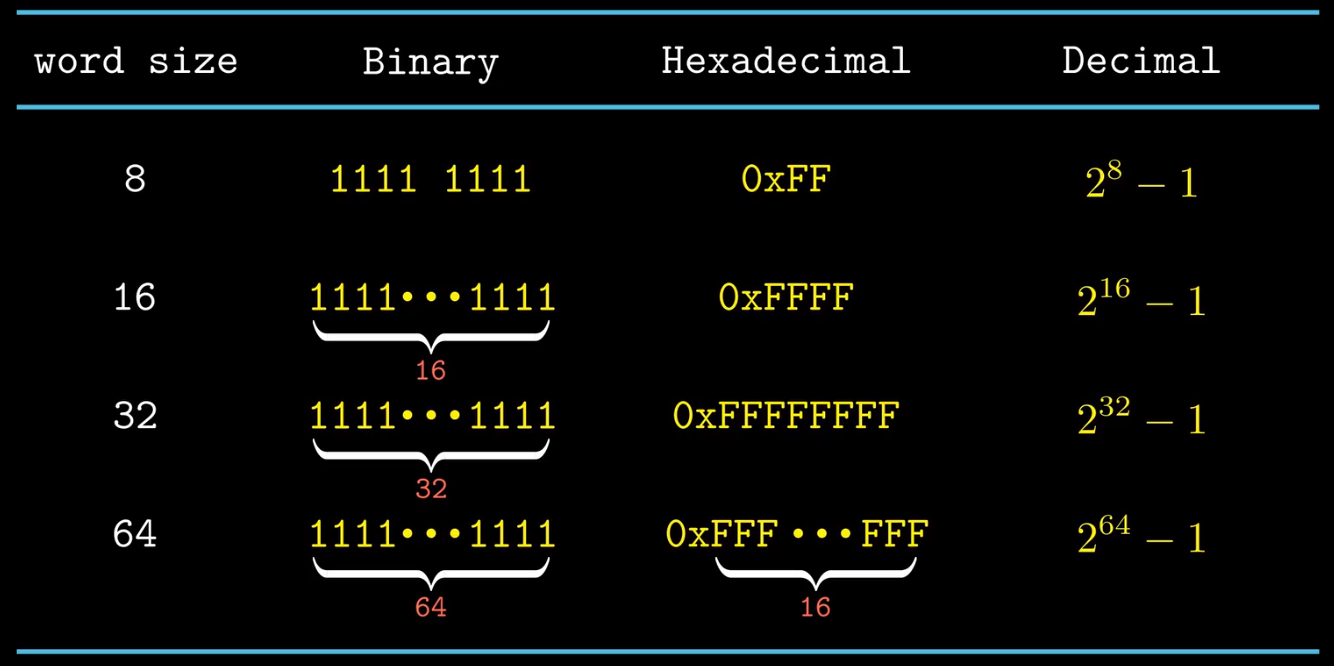 word size Binary Hexadecimal Decimal
8 1111 1111 0xFF 2^8 − 1
16 1111···1111 0xFFFF 2^16 − 1
16
32 1111···1111 0xFFFFFFFF 2^32 − 1
32
64 1111···1111 0xFFF ···FFF 2^64 − 1
64 16